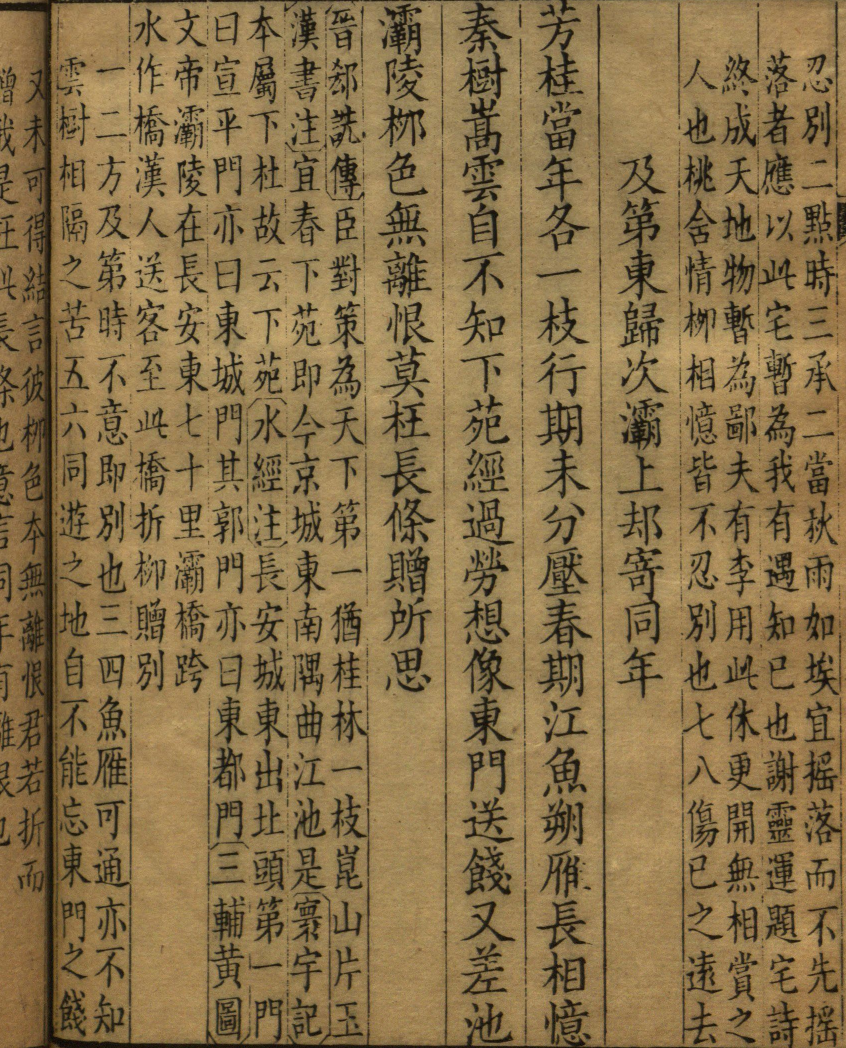 忍別二點時三承二當秋雨如埃宜摇落而不先摇
落者應以此宅暫為我有遇知已也謝靈運題宅詩
終成天地物暫為鄙夫有李用此休更開無相賞之
人也桃舍情栁相憶皆不忍別也七八傷已之遠去
及第東歸次灞上却寄同年
芳桂當年各一枝行期未分壓春期江魚朔雁長相憶
秦樹嵩雲自不知下苑經過勞想像東門送餞又差池
灞陵栁色無離恨莫枉長條贈所思
晉郄詵傳臣對策為天下第一猶桂林一枝崑山片玉
漢書注宜春下苑即今京城東南隅曲江池是寰宇記
本屬下杜故云下苑水經注長安城東出北頭第一門
曰宣平門亦曰東城門其郭門亦曰東都門三輔黄圖
文帝灞陵在長安東七十里灞橋跨
水作橋漢人送客至此橋折柳贈別
一二方及第時不意即別也三四魚雁可通亦不知
雲樹相隔之苦五六同遊之地自不能忘東門之餞
又未可得結言彼栁色本無離恨君若折而
贈我是枉此長條也意言同年有離恨也